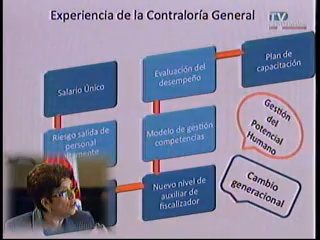 Experiencia de la Contraloría General
TV
Salario Único
Riesgo salida de
personal
Evaluación del
desempeño
Modelo de gestión
competencias
Nuevo nivel de
auxiliar de
fiscalizador
Plan de
capacitación
Gestión
del
Potencial
Humano
Cambio
generacional